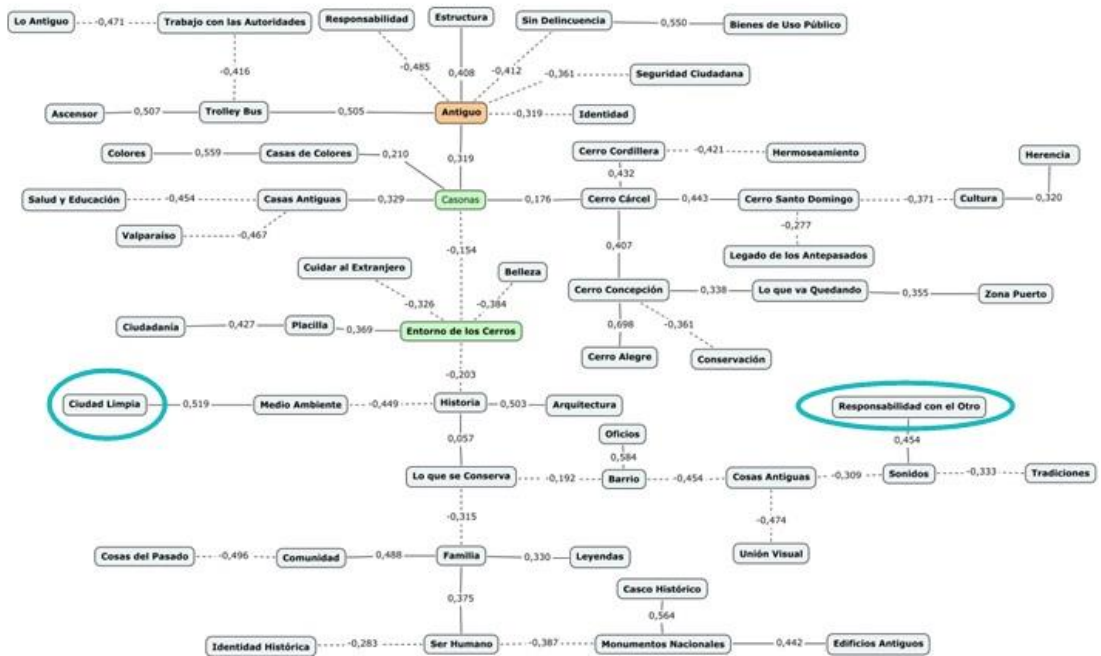 Lo Antiguo -0,471 Trabajo con las Autoridades Responsabilidad Estructura Sin Delincuencia 0,550 Bienes de Uso Público
-0,416 -0,485 0,408 -0,412 -0,361 Seguridad Ciudadana
Ascensor 0,507 Trolley Bus 0,505 Antiguo -0,319 Identidad
Colores 0,559 Casas de Colores 0,210 0,319 Cerro Cordillera -0,421 Hermoseamiento Herencia
0,432
Salud y Educación -0,454 Casas Antiguas 0,329 Casonas 0,176 Cerro Cárcel 0,443 Cerro Santo Domingo -0,371 Cultura 0,320
Valparaíso -0,467 -0,154 0,407 -0,277
Legado de los Antepasados
Cuidar al Extranjero Belleza
-0,326 -0,384 Cerro Concepción 0,338 Lo que va Quedando 0,355 Zona Puerto
Ciudadanía 0,427 Placilla 0,369 Entorno de los Cerros 0,698 -0,361
Cerro Alegre Conservación
-0,203
Ciudad Limpia 0,519 Medio Ambiente -0,449 Historia 0,503 Arquitectura Responsabilidad con el Otro
0,057 Oficios 0,454
0,584
Lo que se Conserva -0,192 Barrio -0,454 Cosas Antiguas -0,309 Sonidos -0,333 Tradiciones
-0,315 -0,474
Cosas del Pasado -0,496 Comunidad 0,488 Familia 0,330 Leyendas Unión Visual
0,375 Casco Histórico
0,564
Identidad Histórica -0,283 Ser Humano -0,387 Monumentos Nacionales 0,442 Edificios Antiguos